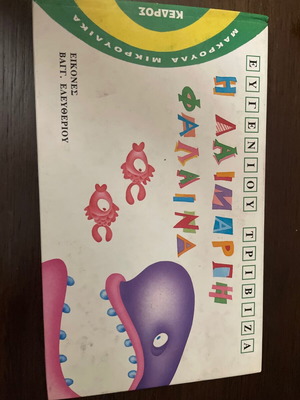 ΚΕΔΡΟΣ
ΜΑΚΡΟΥΛΑ ΜΙΚΡΟΥΛΙΚΑ
ΕΥΓΕΝΙΟΥ ΤΡΙΒΙΖΑ
Η ΛΑΙΜΑΡΓΗ
ΦΑΛΑΙΝΑ
ΕΙΚΟΝΕΣ
ΒΑΓΓ. ΕΛΕΥΘΕΡΙΟΥ